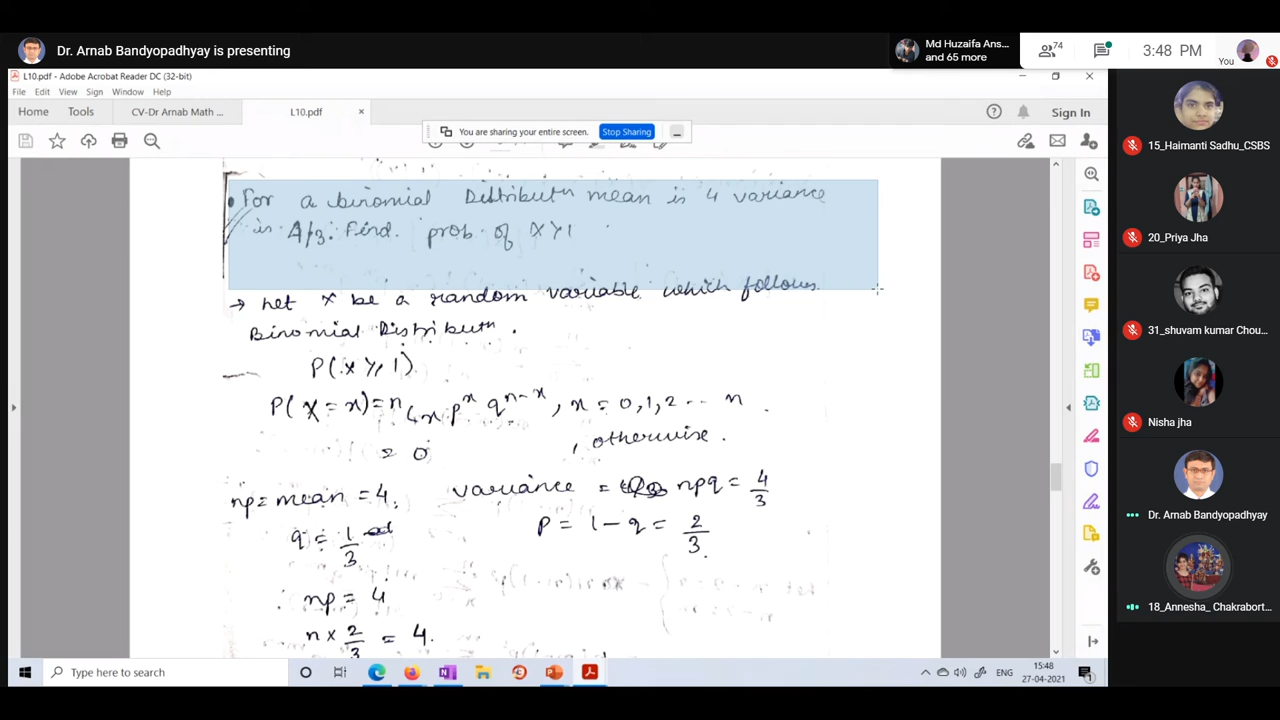 Dr. Arnab Bandyopadhyay is presenting
Md Huzaifa Ans...
and 65 more
74
3:48 PM
You
L10.pdf - Adobe Acrobat Reader DC (32-bit)
File Edit View Sign Window Help
Home Tools CV-Dr Arnab Math ... L10.pdf × Sign In
You are sharing your entire screen. Stop Sharing
• For a binomial Distributn mean is 4 variance
is 4/3. Find prob. of X ⩾ 1
→ Let x be a random variable which follows
Binomial Distributn.
P(x ⩾ 1)
P(X = x) = n c x p^x q^{n-x}, x = 0, 1, 2 ... n
= 0 , otherwise.
np = mean = 4. variance = npq = 4/3
q = 1/3 p = 1 - q = 2/3.
∴ np = 4
n × 2/3 = 4.
15_Haimanti Sadhu_CSBS
20_Priya Jha
31_shuvam kumar Chou...
Nisha jha
Dr. Arnab Bandyopadhyay
18_Annesha_ Chakrabort...
Type here to search
ENG
15:48
27-04-2021
1